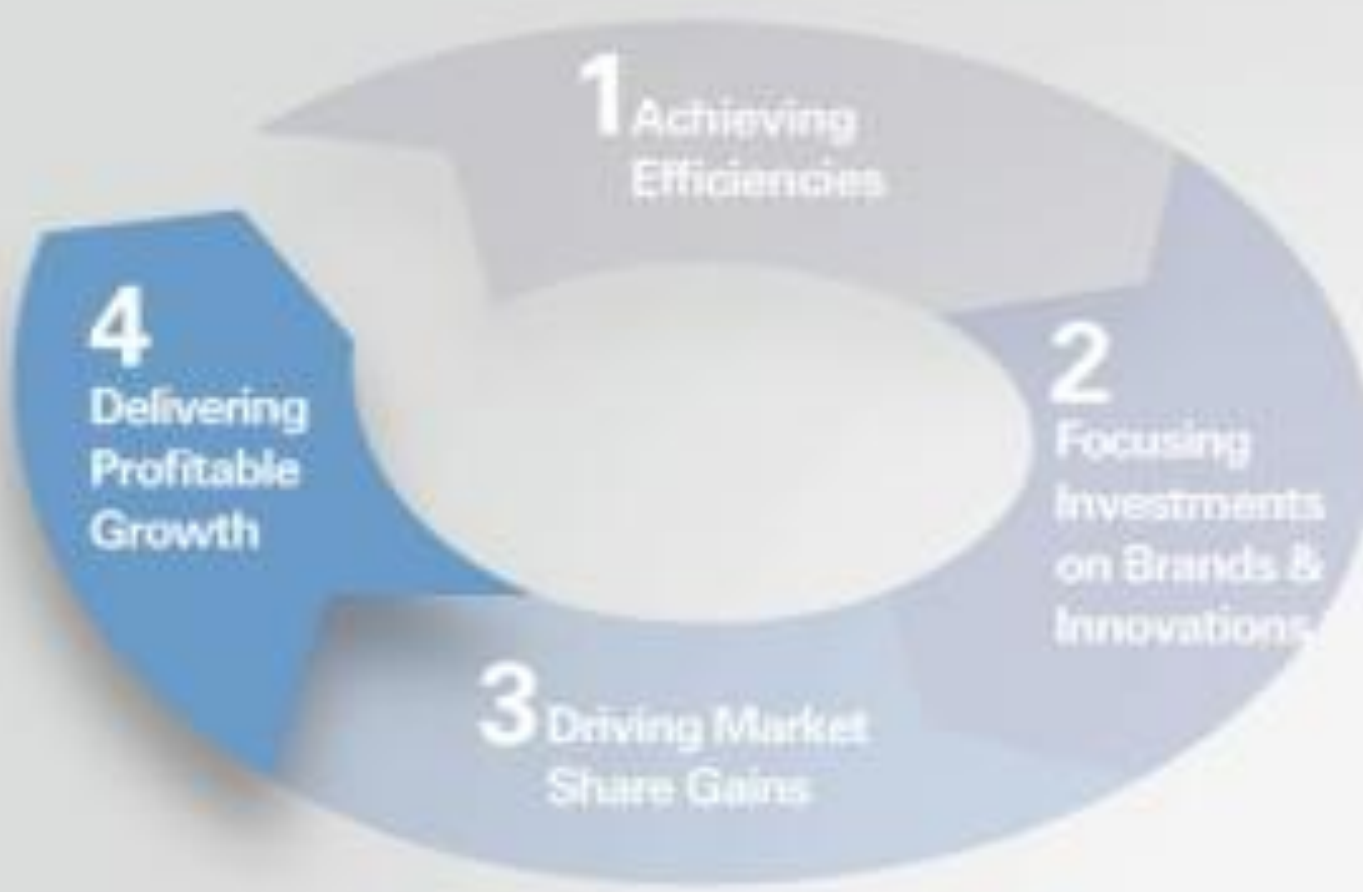 1 Achieving
Efficiencies
2
Focusing
Investments
on Brands &
Innovations
3 Driving Market
Share Gains
4
Delivering
Profitable
Growth